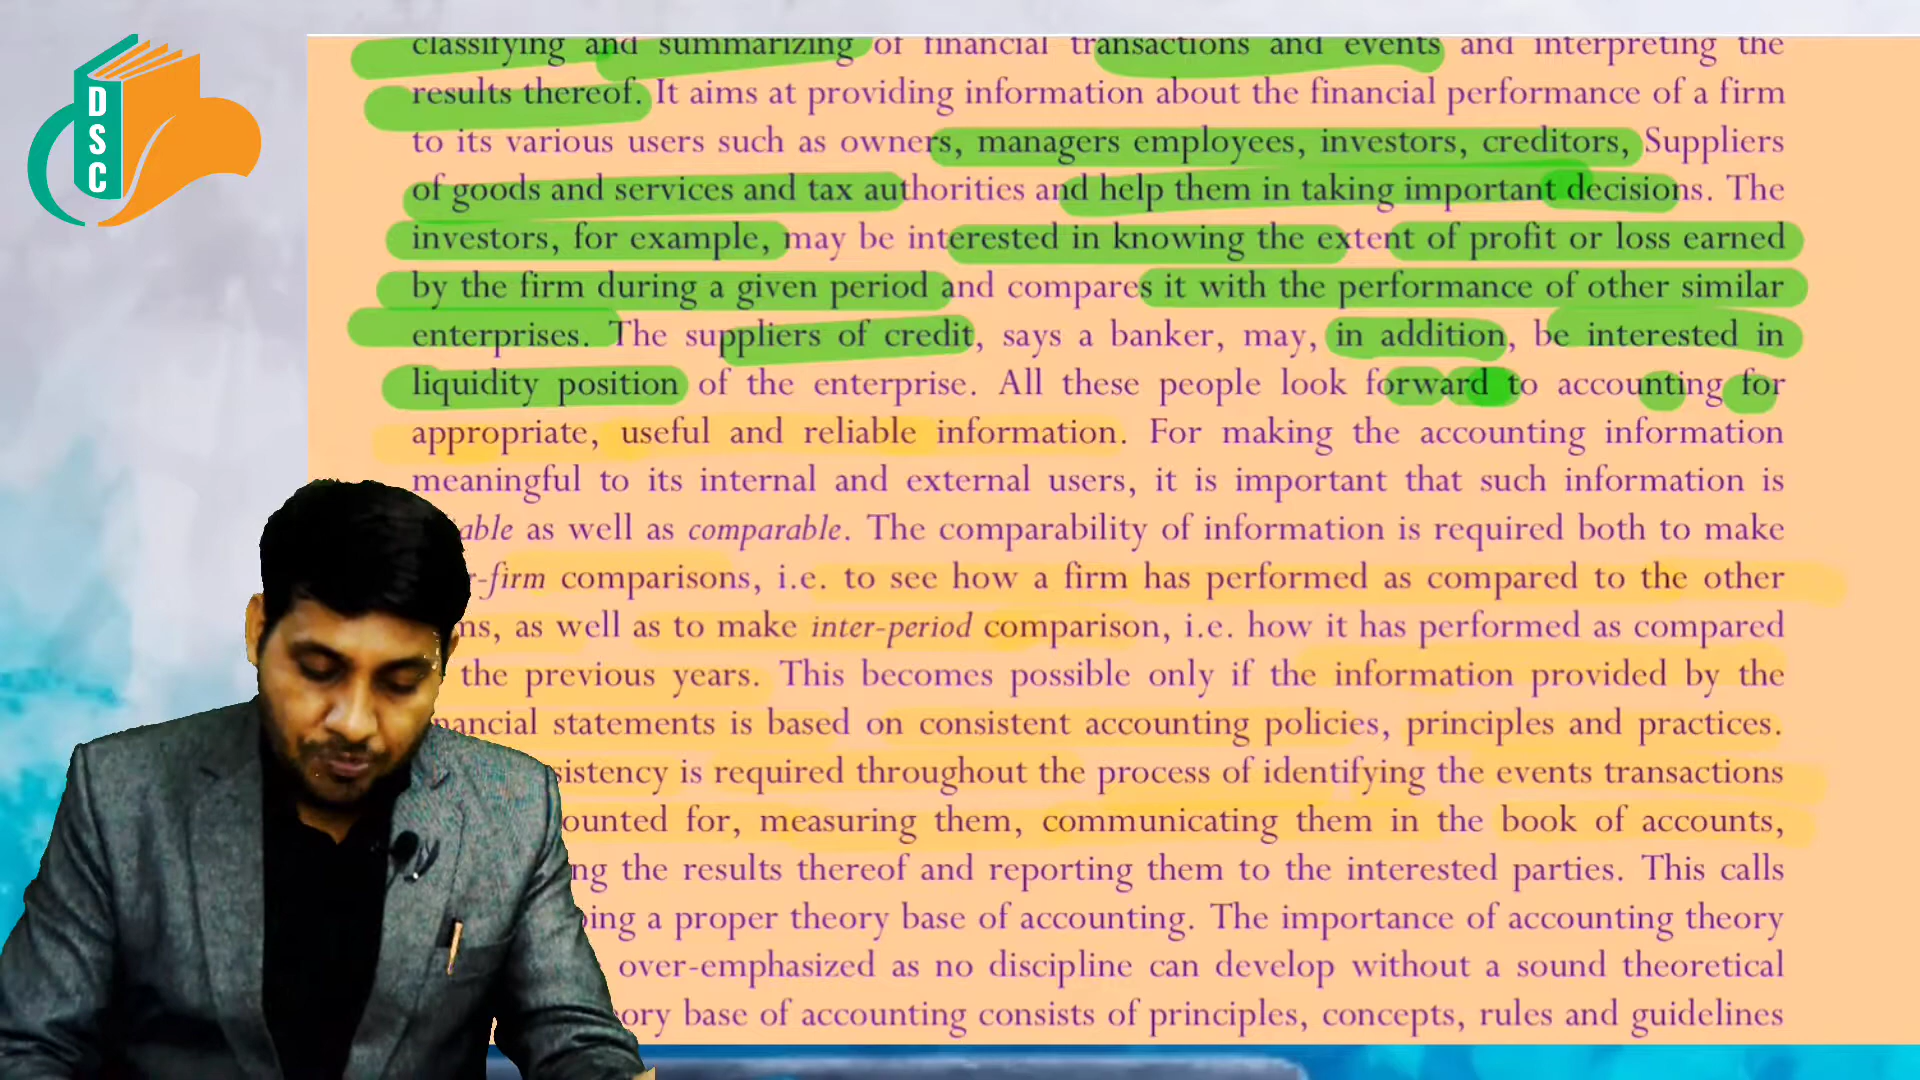 DSC
classifying and summarizing of financial transactions and events and interpreting the
results thereof. It aims at providing information about the financial performance of a firm
to its various users such as owners, managers employees, investors, creditors, Suppliers
of goods and services and tax authorities and help them in taking important decisions. The
investors, for example, may be interested in knowing the extent of profit or loss earned
by the firm during a given period and compares it with the performance of other similar
enterprises. The suppliers of credit, says a banker, may, in addition, be interested in
liquidity position of the enterprise. All these people look forward to accounting for
appropriate, useful and reliable information. For making the accounting information
meaningful to its internal and external users, it is important that such information is
as well as comparable. The comparability of information is required both to make
-firm comparisons, i.e. to see how a firm has performed as compared to the other
as well as to make inter-period comparison, i.e. how it has performed as compared
the previous years. This becomes possible only if the information provided by the
statements is based on consistent accounting policies, principles and practices.
is required throughout the process of identifying the events transactions
for, measuring them, communicating them in the book of accounts,
the results thereof and reporting them to the interested parties. This calls
a proper theory base of accounting. The importance of accounting theory
over-emphasized as no discipline can develop without a sound theoretical
base of accounting consists of principles, concepts, rules and guidelines